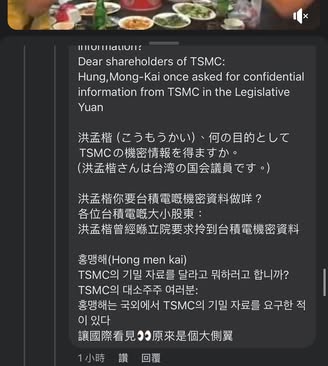 information?
Dear shareholders of TSMC:
Hung,Mong-Kai once asked for confidential
information from TSMC in the Legislative
Yuan
洪孟楷 (こうもうかい)、何の目的として
TSMCの機密情報を得ますか。
(洪孟楷さんは台湾の国会議員です。)
洪孟楷你要台積電嘅機密資料做咩？
各位台積電嘅大小股東：
洪孟楷曾經喺立院要求拎到台積電機密資料
홍맹해(Hong men kai)
TSMC의 기밀 자료를 달라고 뭐하러고 합니까?
TSMC의 대소주주 여러분:
홍맹해는 국외에서 TSMC의 기밀 자료를 요구한 적
이 있다
讓國際看見👀原來是個大側翼
1 小時 讚 回覆